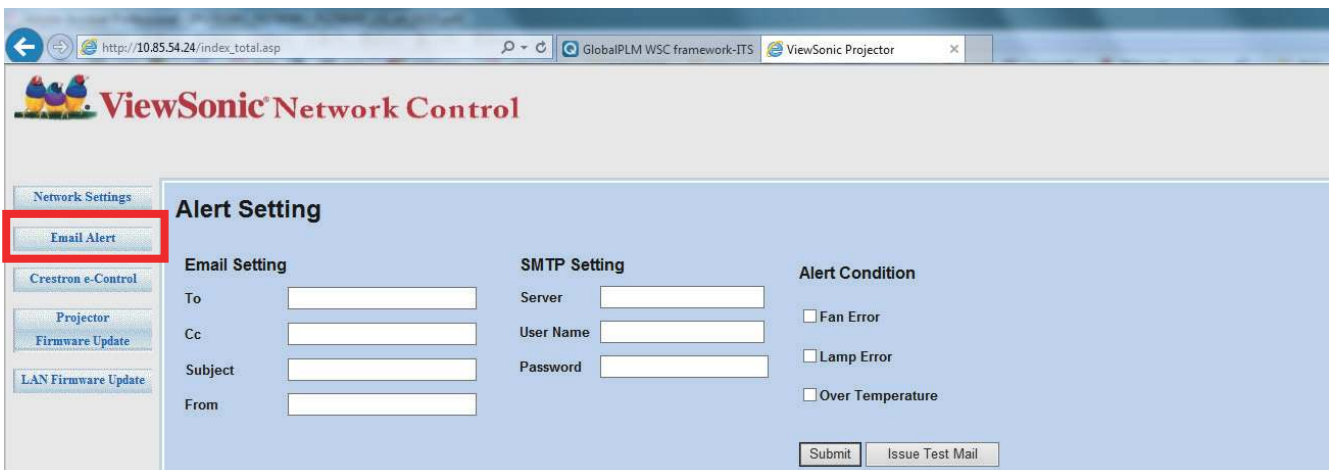 http://10.85.54.24/index_total.asp
GlobalPLM WSC framework-ITS
ViewSonic Projector
ViewSonic® Network Control
Network Settings
Email Alert
Crestron e-Control
Projector
Firmware Update
LAN Firmware Update
Alert Setting
Email Setting
To
Cc
Subject
From
SMTP Setting
Server
User Name
Password
Alert Condition
Fan Error
Lamp Error
Over Temperature
Submit
Issue Test Mail